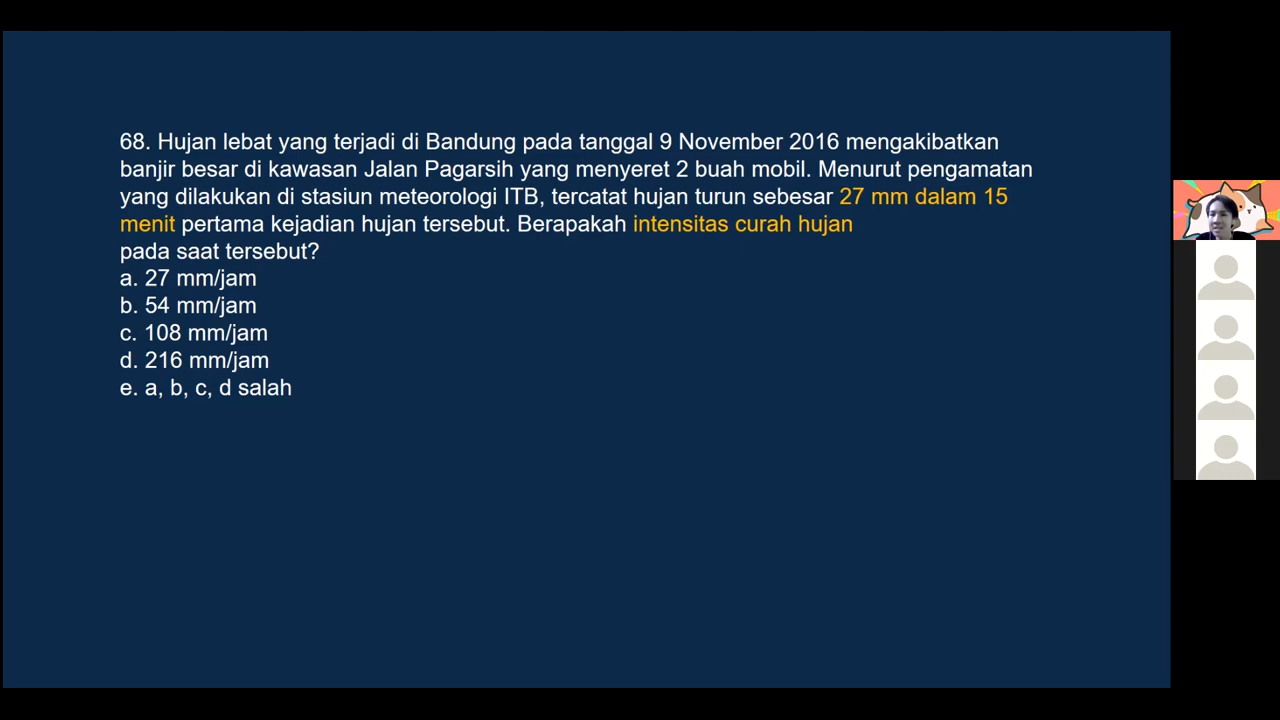 68. Hujan lebat yang terjadi di Bandung pada tanggal 9 November 2016 mengakibatkan
banjir besar di kawasan Jalan Pagarsih yang menyeret 2 buah mobil. Menurut pengamatan
yang dilakukan di stasiun meteorologi ITB, tercatat hujan turun sebesar 27 mm dalam 15
menit pertama kejadian hujan tersebut. Berapakah intensitas curah hujan
pada saat tersebut?
a. 27 mm/jam
b. 54 mm/jam
c. 108 mm/jam
d. 216 mm/jam
e. a, b, c, d salah